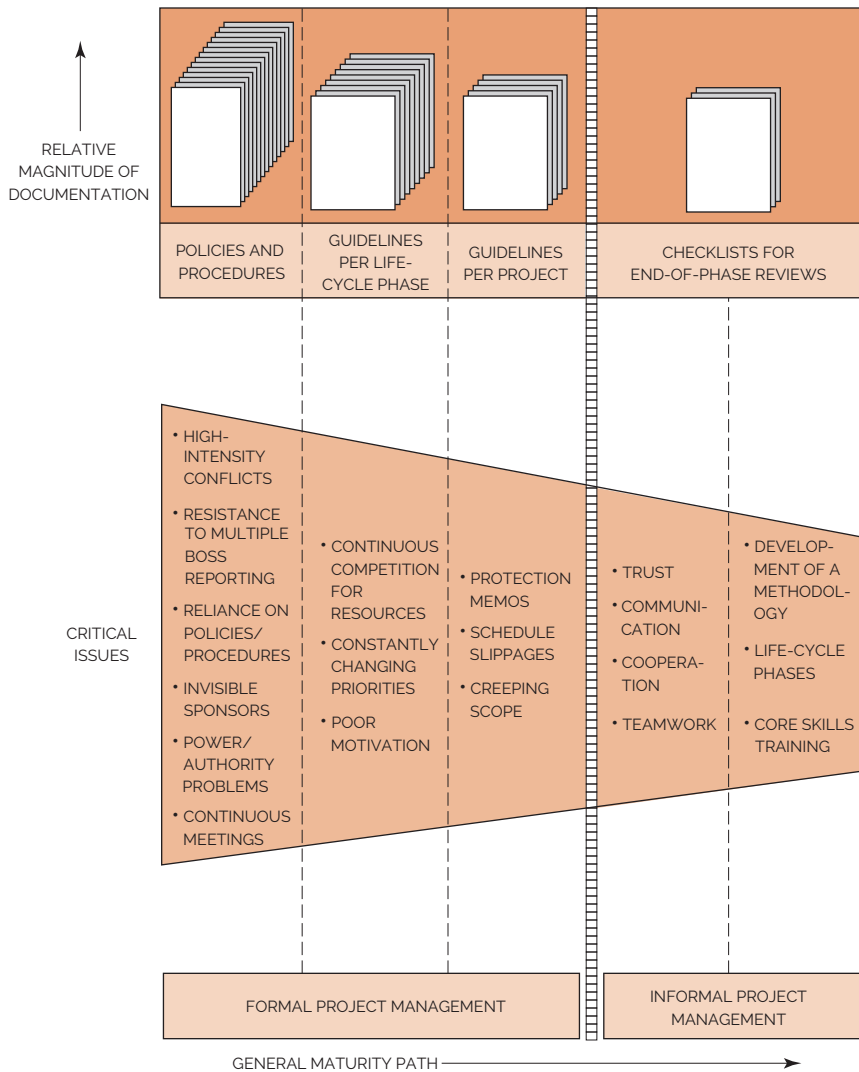 RELATIVE
MAGNITUDE OF
DOCUMENTATION
POLICIES AND
PROCEDURES
GUIDELINES
PER LIFE-
CYCLE PHASE
GUIDELINES
PER PROJECT
CHECKLISTS FOR
END-OF-PHASE REVIEWS
CRITICAL
ISSUES
• HIGH-
INTENSITY
CONFLICTS
• RESISTANCE
TO MULTIPLE
BOSS
REPORTING
• RELIANCE ON
POLICIES/
PROCEDURES
• INVISIBLE
SPONSORS
• POWER/
AUTHORITY
PROBLEMS
• CONTINUOUS
MEETINGS
• CONTINUOUS
COMPETITION
FOR
RESOURCES
• CONSTANTLY
CHANGING
PRIORITIES
• POOR
MOTIVATION
• PROTECTION
MEMOS
• SCHEDULE
SLIPPAGES
• CREEPING
SCOPE
• TRUST
• COMMUNI-
CATION
• COOPERA-
TION
• TEAMWORK
• DEVELOP-
MENT OF A
METHODOL-
OGY
• LIFE-CYCLE
PHASES
• CORE SKILLS
TRAINING
FORMAL PROJECT MANAGEMENT
INFORMAL PROJECT
MANAGEMENT
GENERAL MATURITY PATH